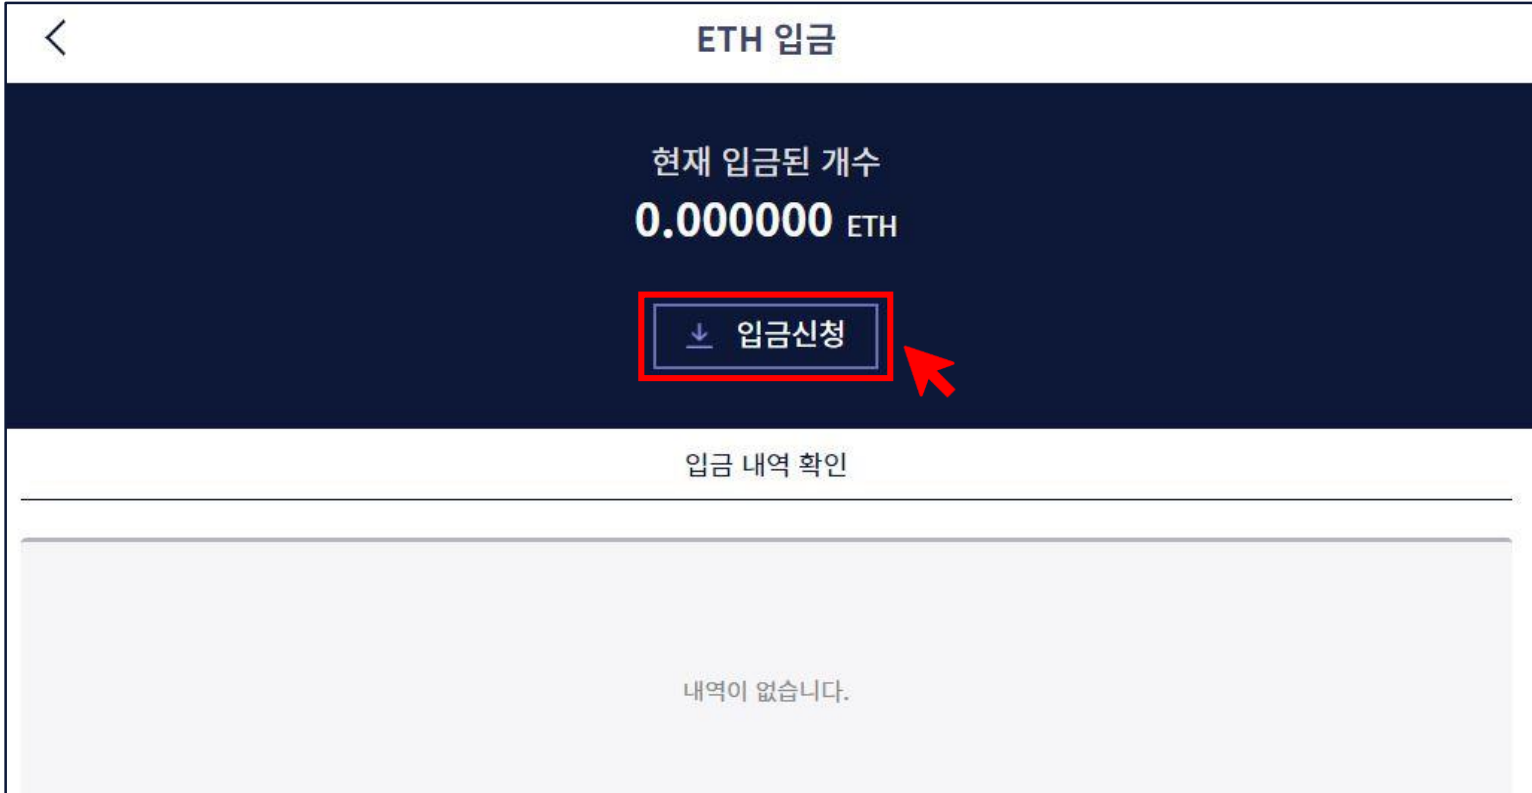 ETH 입금
현재 입금된 개수
0.000000 ETH
입금신청
입금 내역 확인
내역이 없습니다.